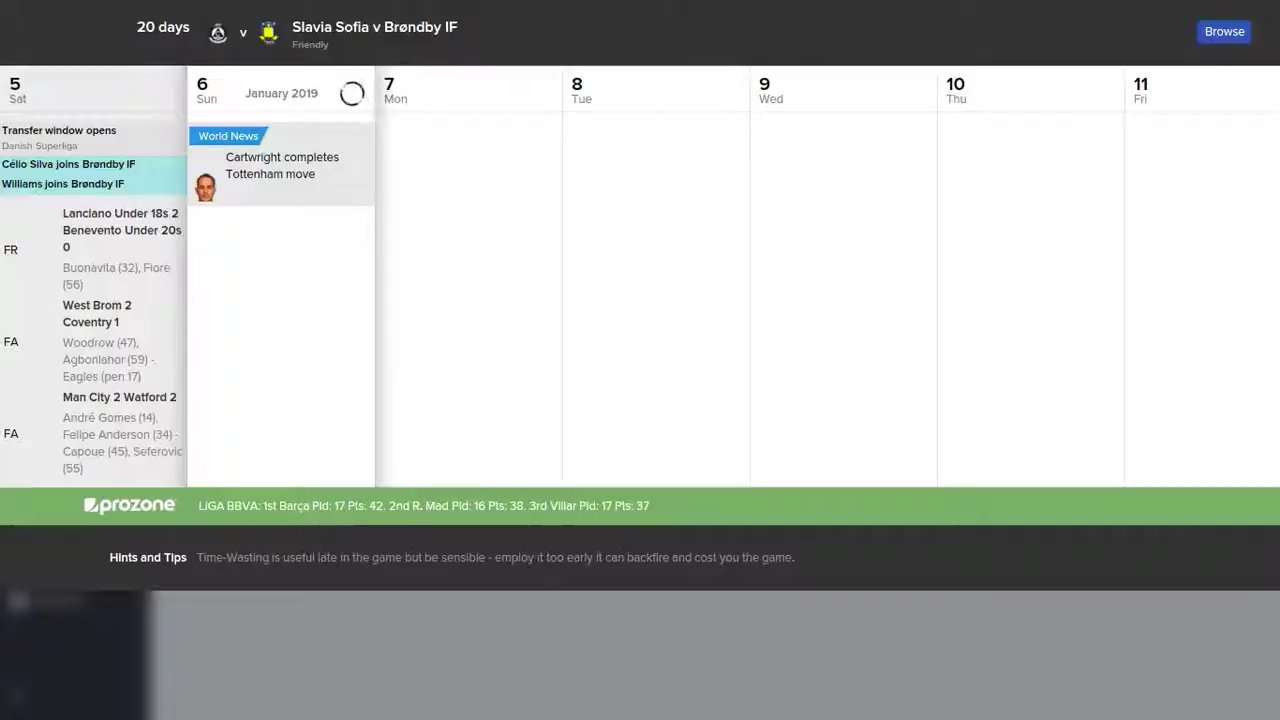 20 days
v
Slavia Sofia v Brøndby IF
Friendly
Browse
5
Sat
6
Sun
January 2019
7
Mon
8
Tue
9
Wed
10
Thu
11
Fri
Transfer window opens
Danish Superliga
Célio Silva joins Brøndby IF
Williams joins Brøndby IF
FR
Lanciano Under 18s 2
Benevento Under 20s
0
Buonavita (32), Fiore
(56)
FA
West Brom 2
Coventry 1
Woodrow (47),
Agbonlahor (59) -
Eagles (pen 17)
FA
Man City 2 Watford 2
André Gomes (14),
Felipe Anderson (34) -
Capoue (45), Seferovic
(55)
World News
Cartwright completes
Tottenham move
prozone
LIGA BBVA: 1st Barça Pld: 17 Pts: 42. 2nd R. Mad Pld: 16 Pts: 38. 3rd Villar Pld: 17 Pts: 37
Hints and Tips
Time-Wasting is useful late in the game but be sensible - employ it too early it can backfire and cost you the game.